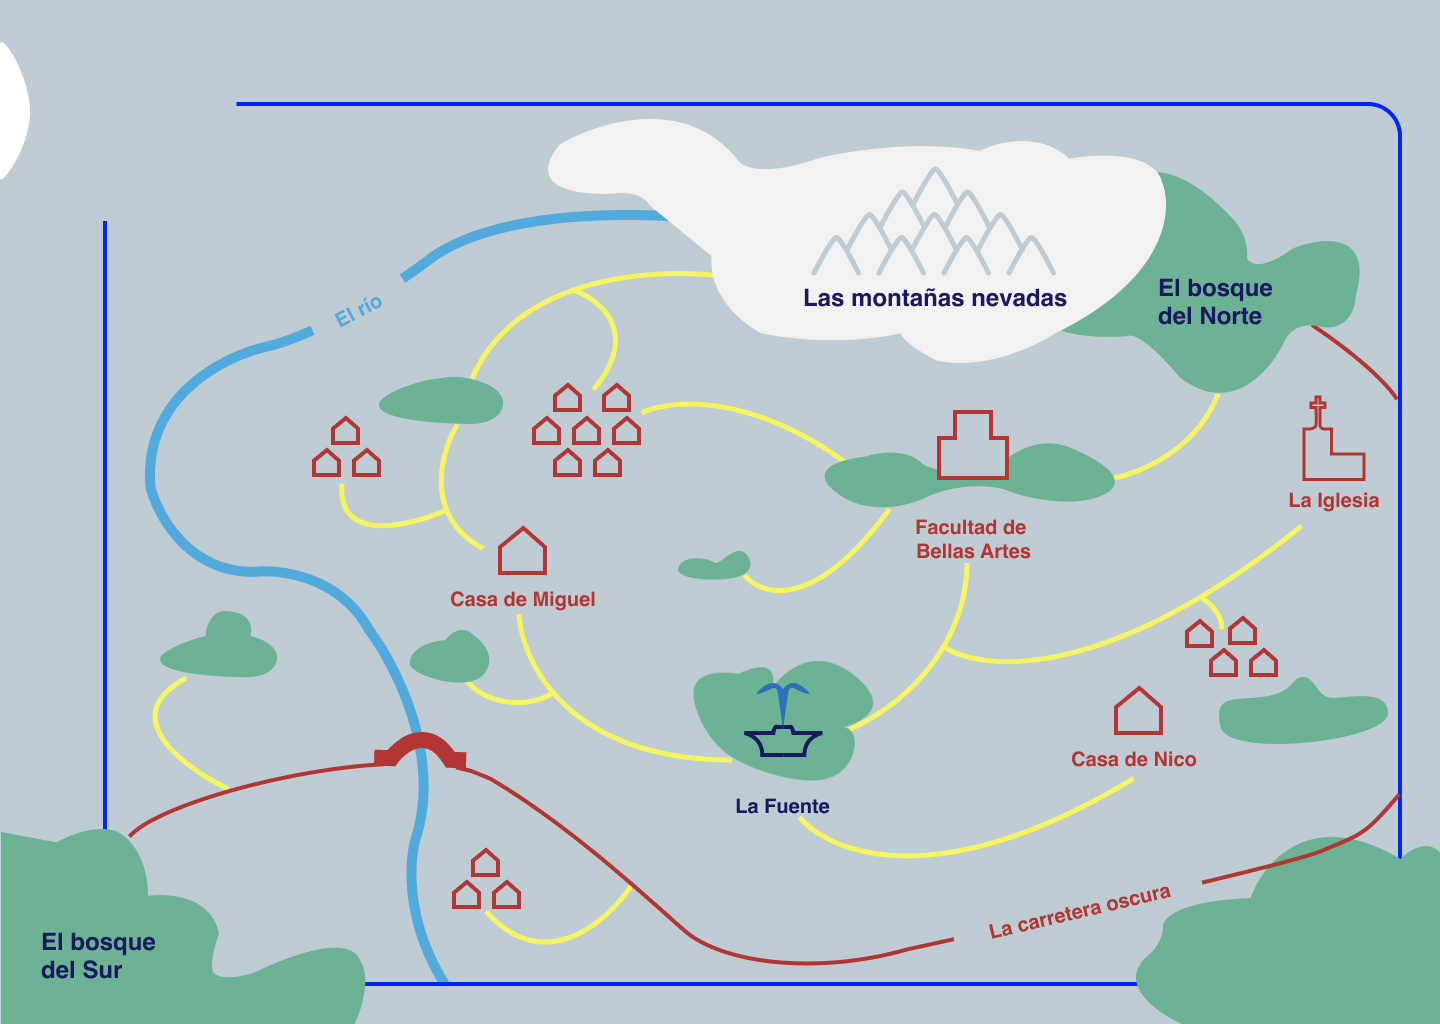 Las montañas nevadas
El bosque
del Norte
El río
La Iglesia
Facultad de
Bellas Artes
Casa de Miguel
Casa de Nico
La Fuente
La carretera oscura
El bosque
del Sur